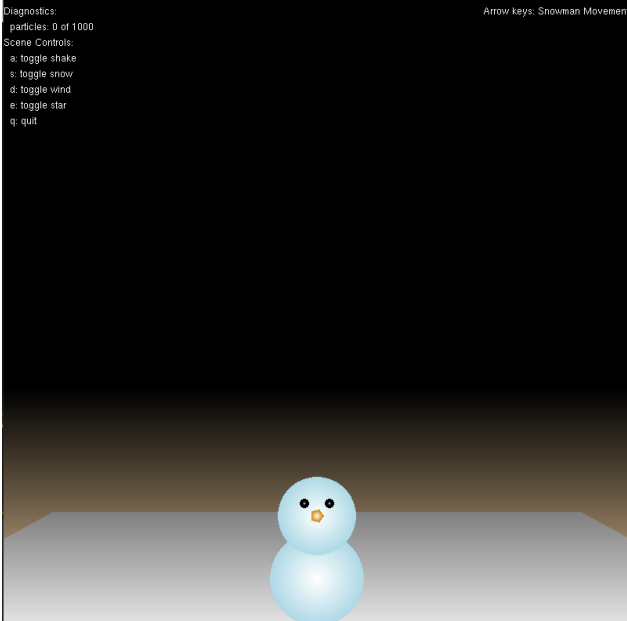 Diagnostics:
particles: 0 of 1000
Scene Controls:
a: toggle shake
s: toggle snow
d: toggle wind
e: toggle star
q: quit
Arrow keys: Snowman Movement